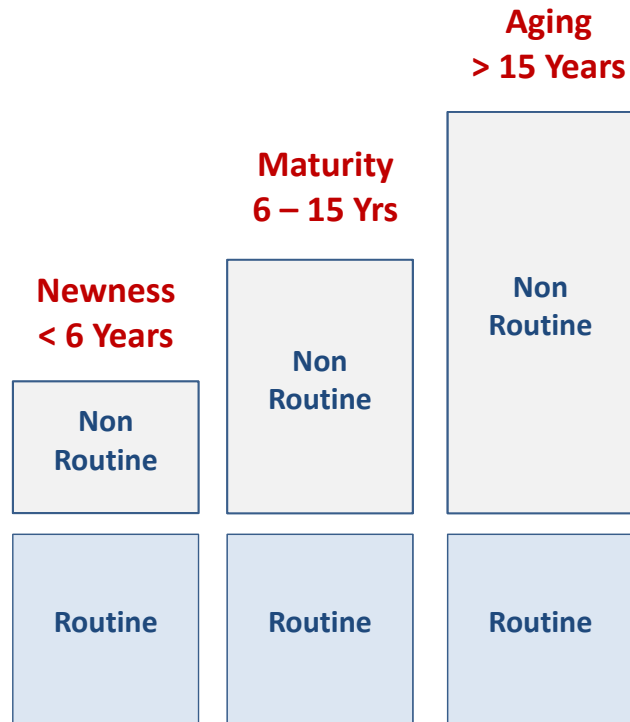 Aging
> 15 Years
Maturity
6 – 15 Yrs
Newness
< 6 Years
Non
Routine
Non
Routine
Non
Routine
Routine
Routine
Routine